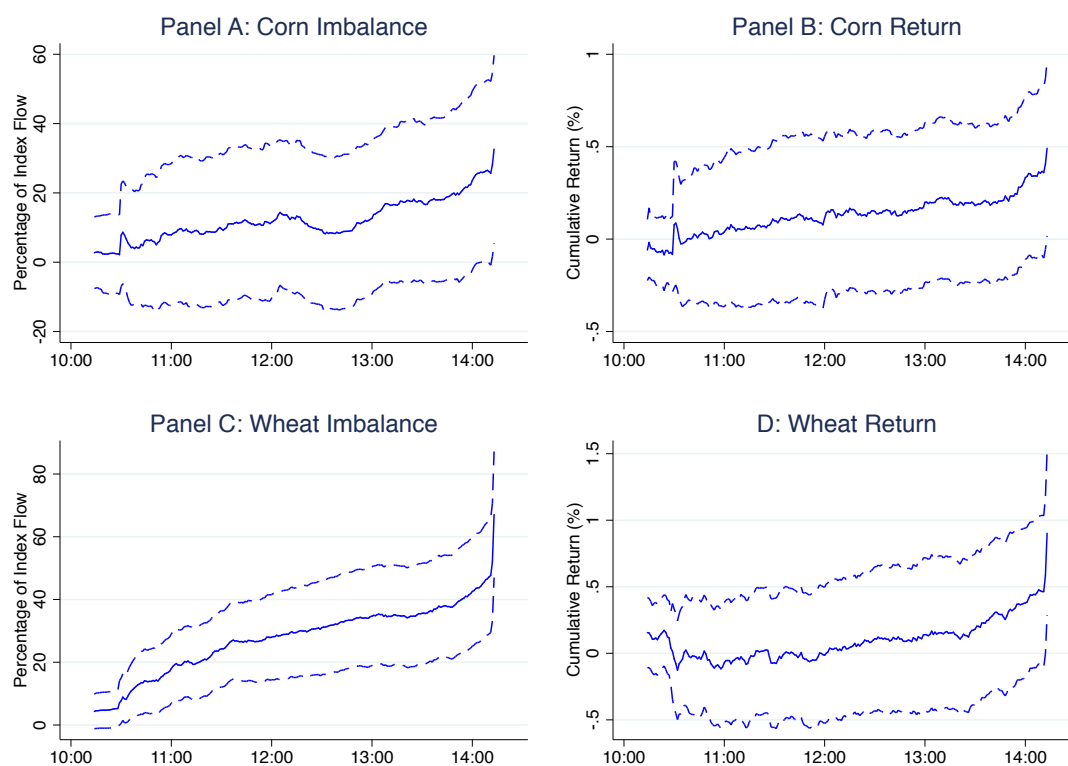 Panel A: Corn Imbalance
Percentage of Index Flow
60
40
20
0
-20
10:00 11:00 12:00 13:00 14:00
Panel B: Corn Return
Cumulative Return (%)
1
.5
0
-.5
10:00 11:00 12:00 13:00 14:00
Panel C: Wheat Imbalance
Percentage of Index Flow
80
60
40
20
0
10:00 11:00 12:00 13:00 14:00
D: Wheat Return
Cumulative Return (%)
1.5
1
.5
0
-.5
10:00 11:00 12:00 13:00 14:00